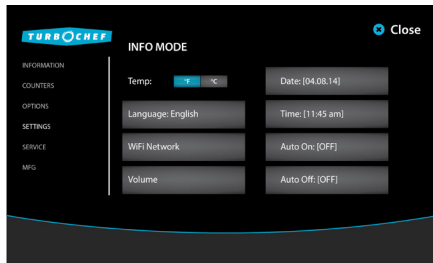 TURBOCHEF
Close
INFO MODE
INFORMATION
COUNTERS
OPTIONS
SETTINGS
SERVICE
MFG
Temp: °F °C
Language: English
WiFi Network
Volume
Date: [04.08.14]
Time: [11:45 am]
Auto On: [OFF]
Auto Off: [OFF]